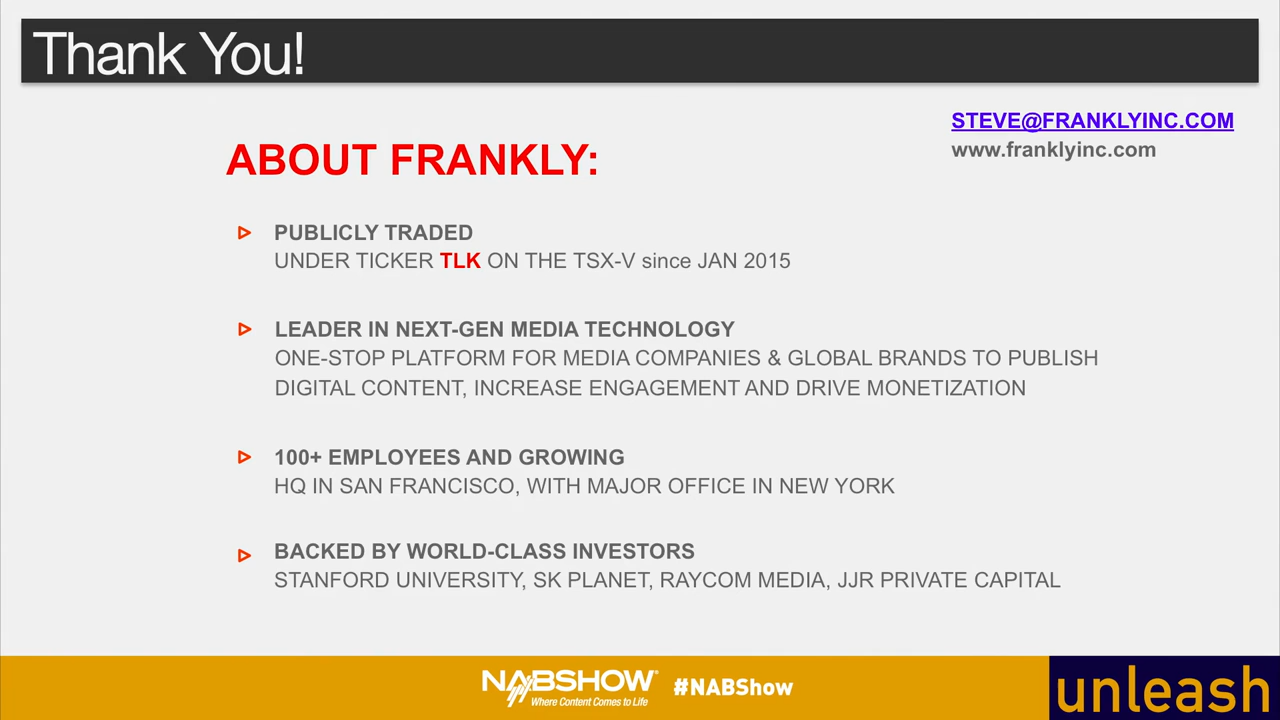 Thank You!
STEVE@FRANKLYINC.COM
www.franklyinc.com
ABOUT FRANKLY:
PUBLICLY TRADED
UNDER TICKER TLK ON THE TSX-V since JAN 2015
LEADER IN NEXT-GEN MEDIA TECHNOLOGY
ONE-STOP PLATFORM FOR MEDIA COMPANIES & GLOBAL BRANDS TO PUBLISH
DIGITAL CONTENT, INCREASE ENGAGEMENT AND DRIVE MONETIZATION
100+ EMPLOYEES AND GROWING
HQ IN SAN FRANCISCO, WITH MAJOR OFFICE IN NEW YORK
BACKED BY WORLD-CLASS INVESTORS
STANFORD UNIVERSITY, SK PLANET, RAYCOM MEDIA, JJR PRIVATE CAPITAL
NABSHOW®
Where Content Comes to Life
#NABShow
unleash